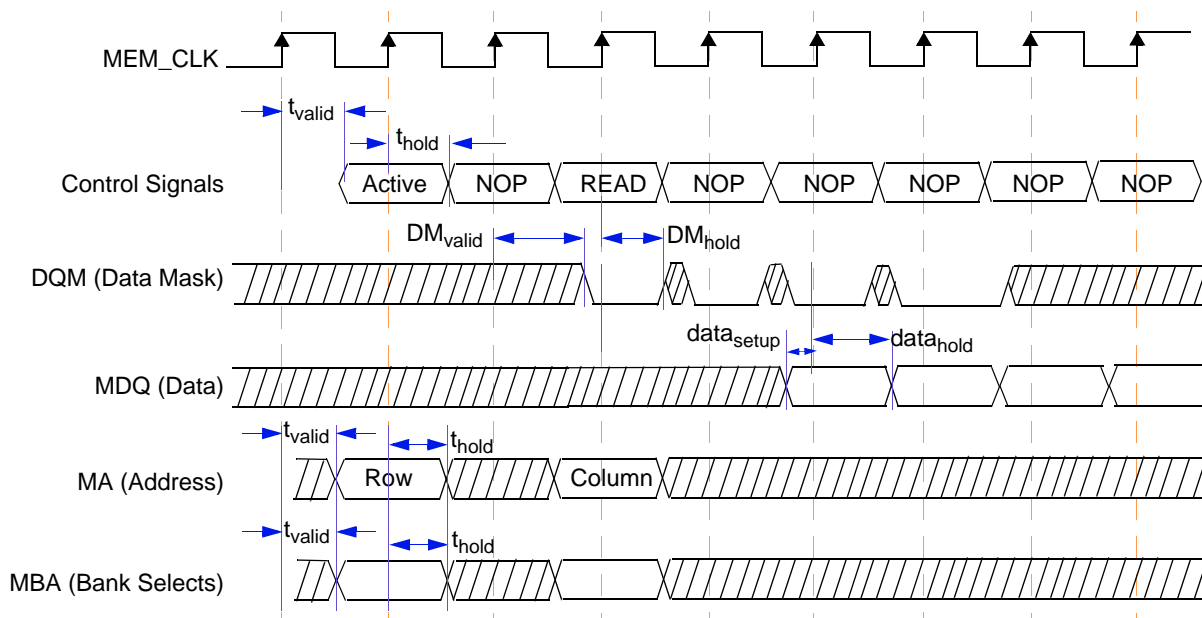 MEM_CLK
tvalid
thold
Control Signals Active NOP READ NOP NOP NOP NOP NOP
DMvalid DMhold
DQM (Data Mask)
datasetup datahold
MDQ (Data)
tvalid thold
MA (Address) Row Column
tvalid thold
MBA (Bank Selects)